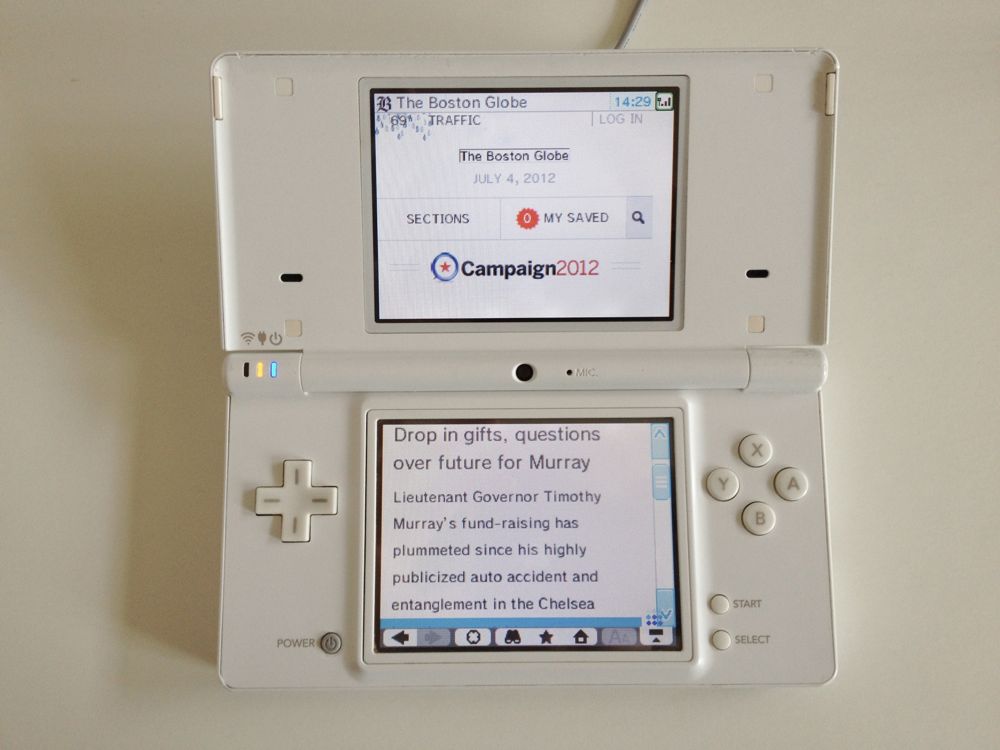 B The Boston Globe 14:29
69° TRAFFIC LOG IN
The Boston Globe
JULY 4, 2012
SECTIONS 0 MY SAVED
Campaign2012
MIC.
Drop in gifts, questions
over future for Murray
Lieutenant Governor Timothy
Murray's fund-raising has
plummeted since his highly
publicized auto accident and
entanglement in the Chelsea
AA
X
Y A
B
START
SELECT
POWER